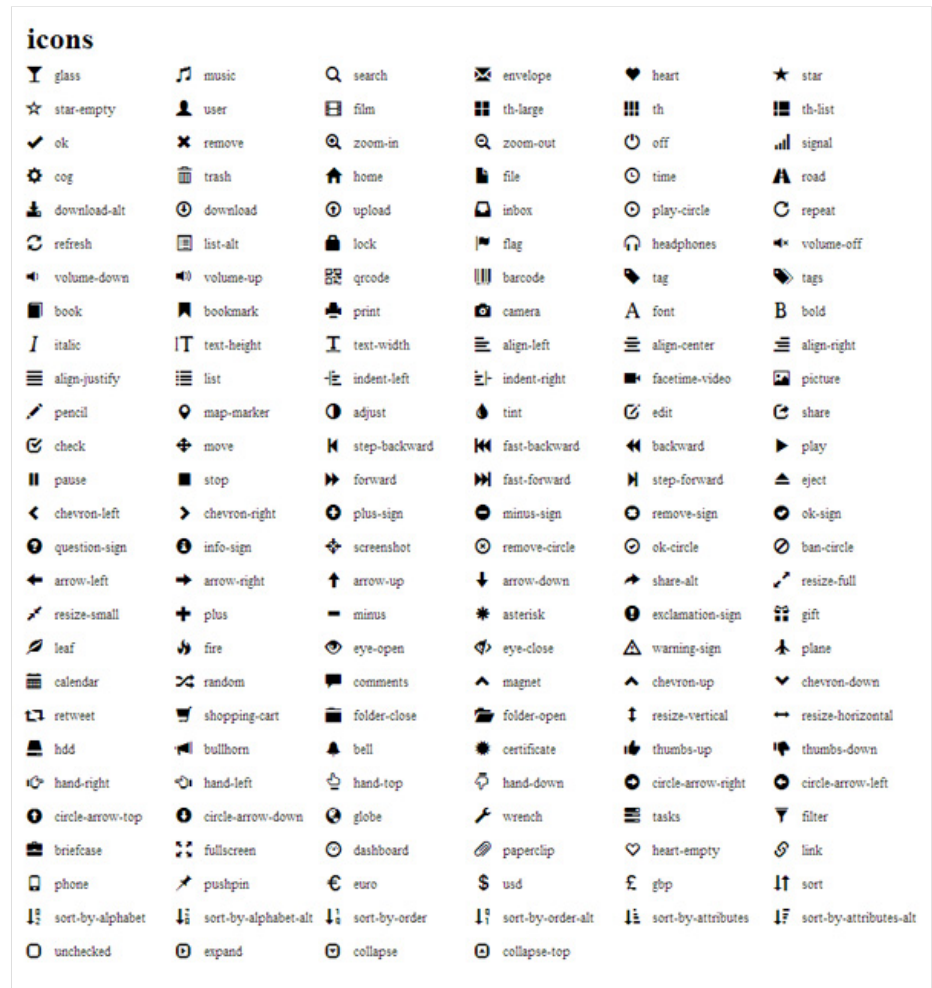 icons
glass music search envelope heart star
star-empty user film th-large th th-list
ok remove zoom-in zoom-out off signal
cog trash home file time road
download-alt download upload inbox play-circle repeat
refresh list-alt lock flag headphones volume-off
volume-down volume-up qrcode barcode tag tags
book bookmark print camera font bold
italic text-height text-width align-left align-center align-right
align-justify list indent-left indent-right facetime-video picture
pencil map-marker adjust tint edit share
check move step-backward fast-backward backward play
pause stop forward fast-forward step-forward eject
chevron-left chevron-right plus-sign minus-sign remove-sign ok-sign
question-sign info-sign screenshot remove-circle ok-circle ban-circle
arrow-left arrow-right arrow-up arrow-down share-alt resize-full
resize-small plus minus asterisk exclamation-sign gift
leaf fire eye-open eye-close warning-sign plane
calendar random comments magnet chevron-up chevron-down
retweet shopping-cart folder-close folder-open resize-vertical resize-horizontal
hdd bullhorn bell certificate thumbs-up thumbs-down
hand-right hand-left hand-top hand-down circle-arrow-right circle-arrow-left
circle-arrow-top circle-arrow-down globe wrench tasks filter
briefcase fullscreen dashboard paperclip heart-empty link
phone pushpin euro usd gbp sort
sort-by-alphabet sort-by-alphabet-alt sort-by-order sort-by-order-alt sort-by-attributes sort-by-attributes-alt
unchecked expand collapse collapse-top